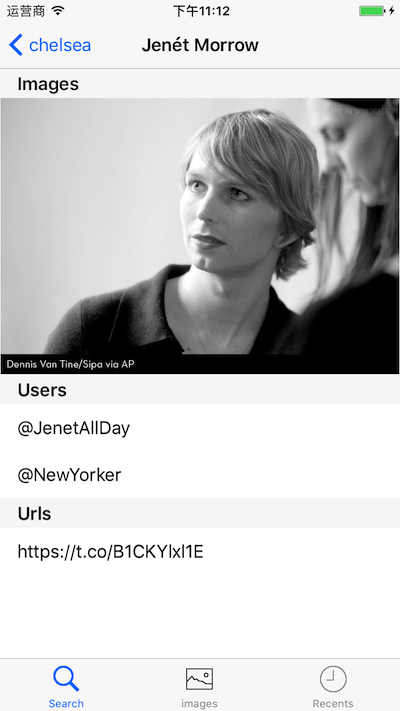 运营商 下午11:12
chelsea Jenét Morrow
Images
Dennis Van Tine/Sipa via AP
Users
@JenetAllDay
@NewYorker
Urls
https://t.co/B1CKYlxl1E
Search images Recents